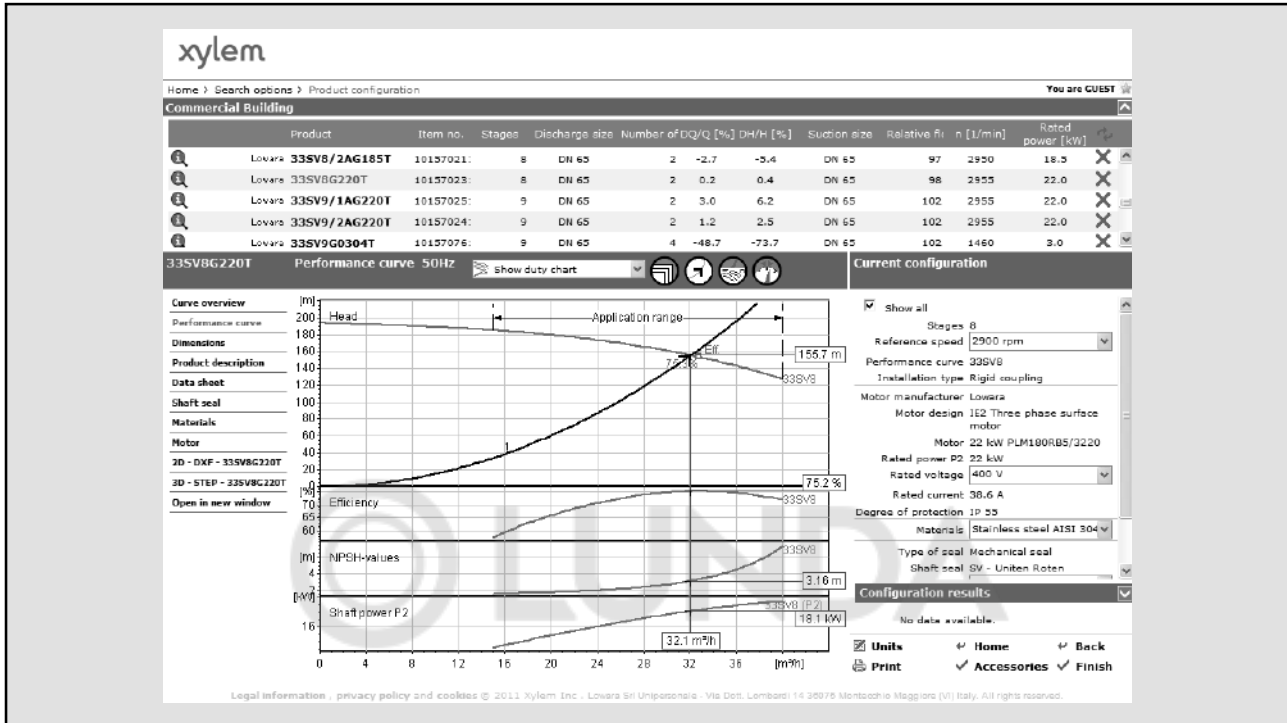 xylem
Home > Search options > Product configuration
You are GUEST
Commercial Building
Product Item no. Stages Discharge size Number of DQ/Q [%] DH/H [%] Suction size Relative flo n [1/min] Rated power [kW]
Lowara 33SV8/2AG185T 10157021: 8 DN 65 2 -2.7 -5.4 DN 65 97 2950 18.5
Lowara 33SV8G220T 10157023: 8 DN 65 2 0.2 0.4 DN 65 98 2955 22.0
Lowara 33SV9/1AG220T 10157025: 9 DN 65 2 3.0 6.2 DN 65 102 2955 22.0
Lowara 33SV9/2AG220T 10157024: 9 DN 65 2 1.2 2.5 DN 65 102 2955 22.0
Lowara 33SV9G0304T 10157076: 9 DN 65 4 -48.7 -73.7 DN 65 102 1460 3.0
33SV8G220T Performance curve 50Hz Show duty chart
Current configuration
Curve overview
Performance curve
Dimensions
Product description
Data sheet
Shaft seal
Materials
Motor
2D - DXF - 33SV8G220T
3D - STEP - 33SV8G220T
Open in new window
[m]
200 Head
Application range
180
160
Eff.
155.7 m
140
33SV8
120
100
80
60
1
40
20
0
75.2 %
[%]
Efficiency
33SV8
70
65
60
[m] NPSH-values
33SV8
4
3.16 m
[kW]
Shaft power P2
33SV8 (P2)
18.1 kW
16
32.1 m³/h
0 4 8 12 16 20 24 28 32 36 [m³/h]
LUNDA
Show all
Stages 8
Reference speed 2900 rpm
Performance curve 33SV8
Installation type Rigid coupling
Motor manufacturer Lowara
Motor design IE2 Three phase surface
motor
Motor 22 kW PLM180RB5/3220
Rated power P2 22 kW
Rated voltage 400 V
Rated current 38.6 A
Degree of protection IP 55
Materials Stainless steel AISI 304
Type of seal Mechanical seal
Shaft seal SV - Uniten Roten
Configuration results
No data available.
Units Home Back
Print Accessories Finish
Legal information , privacy policy and cookies © 2011 Xylem Inc . Lowara Srl Unipersonale - Via Dott. Lombardi 14 36075 Montecchio Maggiore (VI) Italy. All rights reserved.